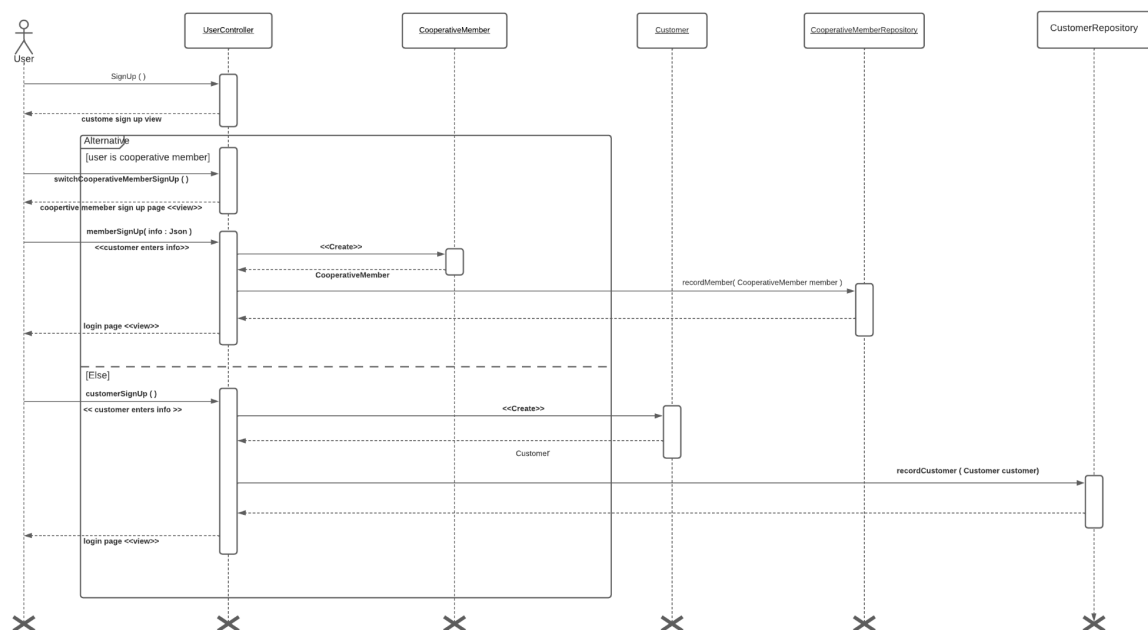 User
UserController
CooperativeMember
Customer
CooperativeMemberRepository
CustomerRepository
SignUp ( )
custome sign up view
Alternative
[user is cooperative member]
switchCooperativeMemberSignUp ( )
coopertive memeber sign up page <<view>>
memberSignUp( info : Json )
<<customer enters info>>
<<Create>>
CooperativeMember
recordMember( CooperativeMember member )
login page <<view>>
[Else]
customerSignUp ( )
<< customer enters info >>
<<Create>>
Customer
recordCustomer ( Customer customer)
login page <<view>>